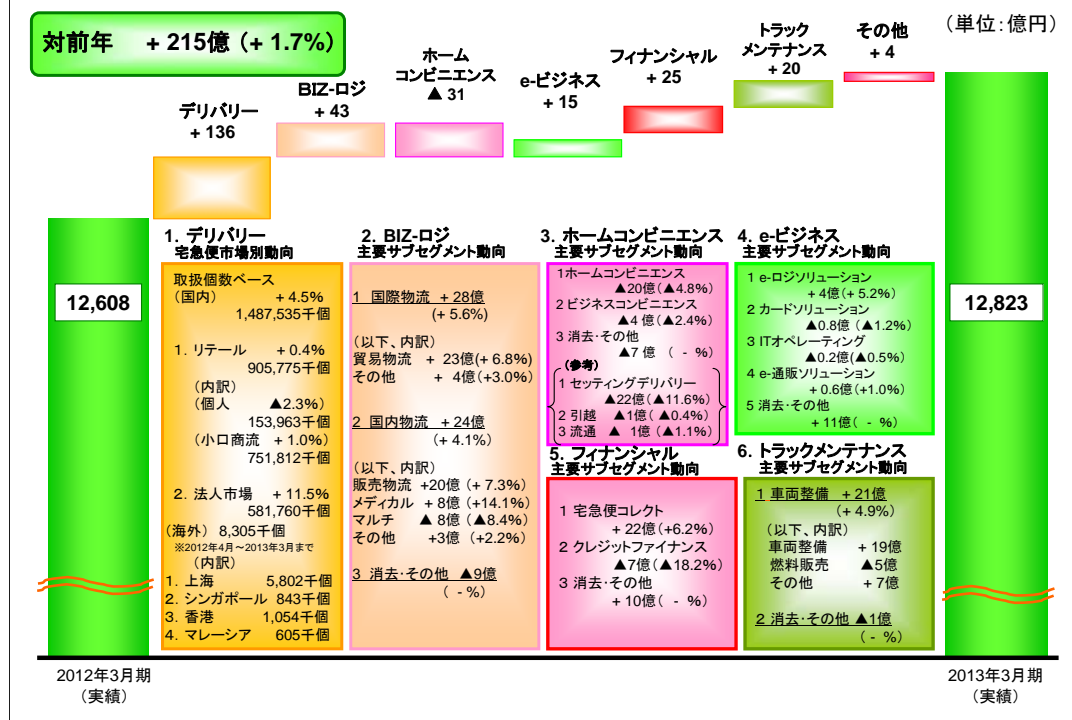 対前年 + 215億 (+ 1.7%)
（単位：億円）
デリバリー
+ 136
BIZ-ロジ
+ 43
ホーム
コンビニエンス
▲ 31
e-ビジネス
+ 15
フィナンシャル
+ 25
トラック
メンテナンス
+ 20
その他
+ 4
12,608
2012年3月期
（実績）
1. デリバリー
宅急便市場別動向
取扱個数ベース
（国内） + 4.5%
1,487,535千個
1. リテール + 0.4%
905,775千個
（内訳）
（個人 ▲2.3%）
153,963千個
（小口商流 + 1.0%）
751,812千個
2. 法人市場 + 11.5%
581,760千個
（海外） 8,305千個
※2012年4月～2013年3月まで
（内訳）
1. 上海 5,802千個
2. シンガポール 843千個
3. 香港 1,054千個
4. マレーシア 605千個
2. BIZ-ロジ
主要サブセグメント動向
1 国際物流 + 28億
(+ 5.6%)
（以下、内訳）
貿易物流 + 23億(+ 6.8%)
その他 + 4億(+3.0%)
2 国内物流 + 24億
(+ 4.1%)
（以下、内訳）
販売物流 +20億 (+ 7.3%)
メディカル + 8億 (+14.1%)
マルチ ▲ 8億 (▲8.4%)
その他 +3億 (+2.2%)
3 消去・その他 ▲9億
( - %)
3. ホームコンビニエンス
主要サブセグメント動向
1ホームコンビニエンス
▲20億(▲4.8%)
2 ビジネスコンビニエンス
▲4 億(▲2.4%)
3 消去・その他
▲7 億 ( - %)
(参考)
1 セッティングデリバリー
▲22億(▲11.6%)
2 引越 ▲1億( ▲0.4%)
3 流通 ▲ 1億 (▲1.1%)
4. e-ビジネス
主要サブセグメント動向
1 e-ロジソリューション
+ 4億(+ 5.2%)
2 カードソリューション
▲0.8億 (▲1.2%)
3 ITオペレーティング
▲0.2億(▲0.5%)
4 e-通販ソリューション
+ 0.6億(+1.0%)
5 消去・その他
+ 11億( - %)
5. フィナンシャル
主要サブセグメント動向
1 宅急便コレクト
+ 22億(+6.2%)
2 クレジットファイナンス
▲7億(▲18.2%)
3 消去・その他
+ 10億( - %)
6. トラックメンテナンス
主要サブセグメント動向
1 車両整備 + 21億
(+ 4.9%)
（以下、内訳）
車両整備 + 19億
燃料販売 ▲5億
その他 + 7億
2 消去・その他 ▲1億
( - %)
12,823
2013年3月期
（実績）